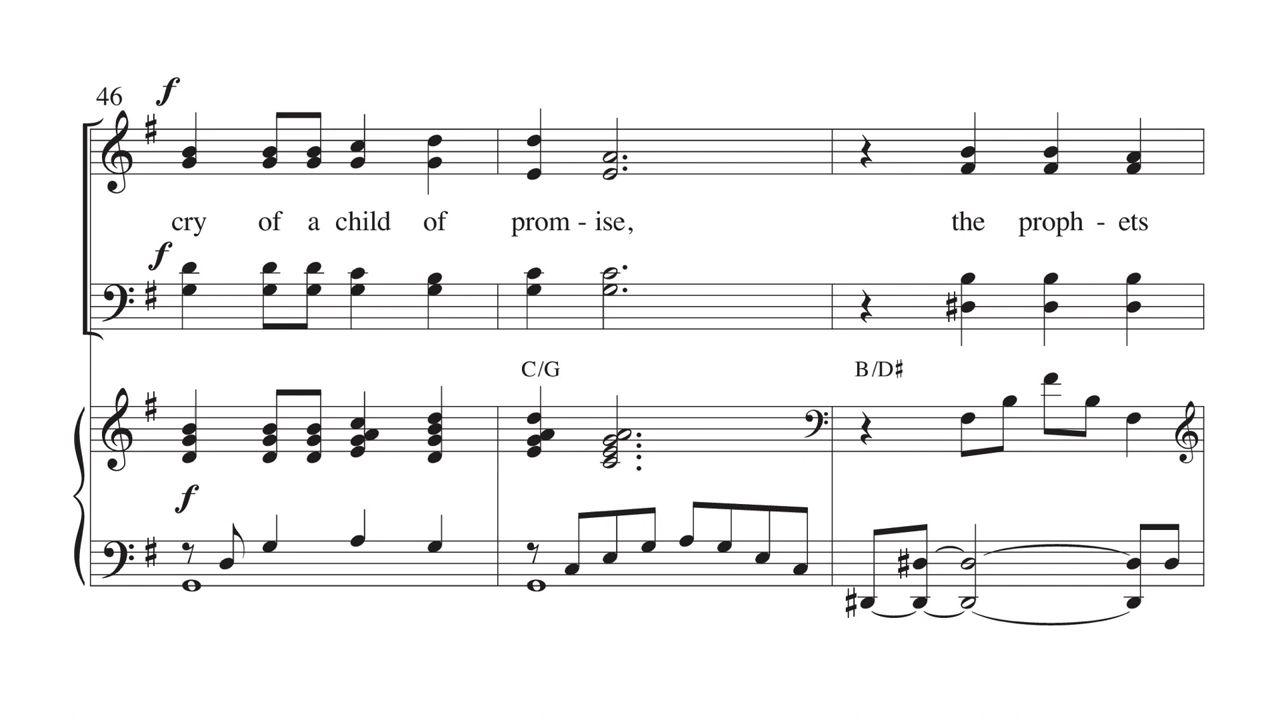 46 f
cry of a child of prom - ise, the proph - ets
f
C/G B/D♯
f